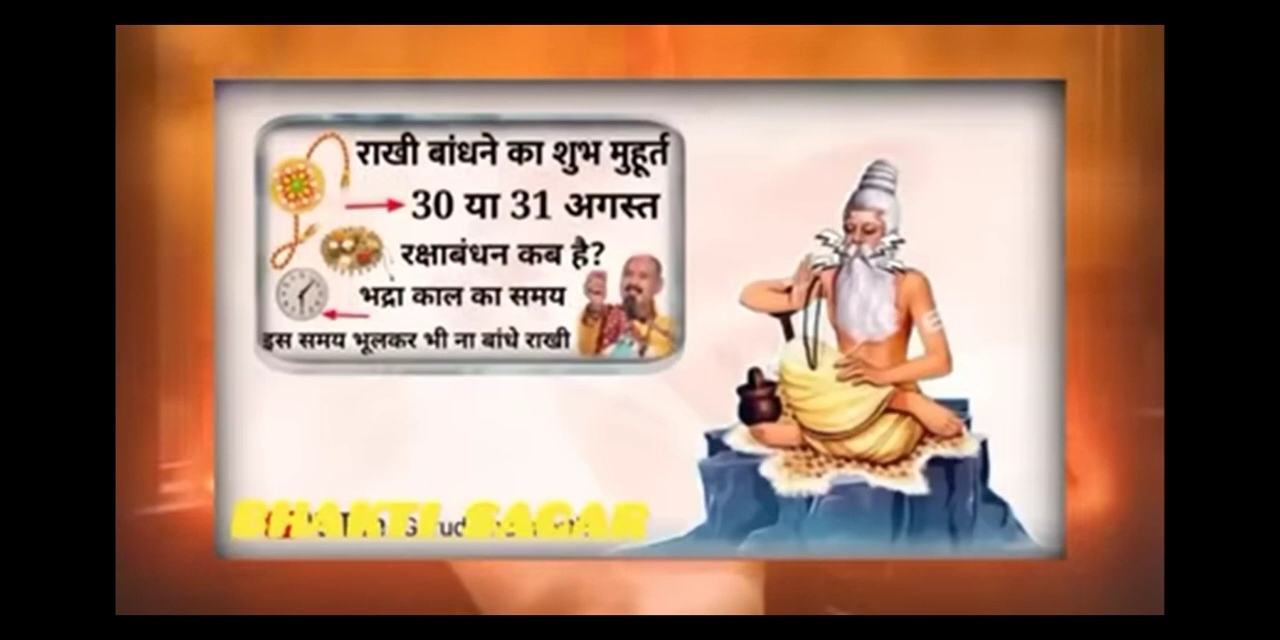 राखी बांधने का शुभ मुहूर्त
30 या 31 अगस्त
रक्षाबंधन कब है?
भद्रा काल का समय
इस समय भूलकर भी ना बांधे राखी
BHAKTI SAGAR